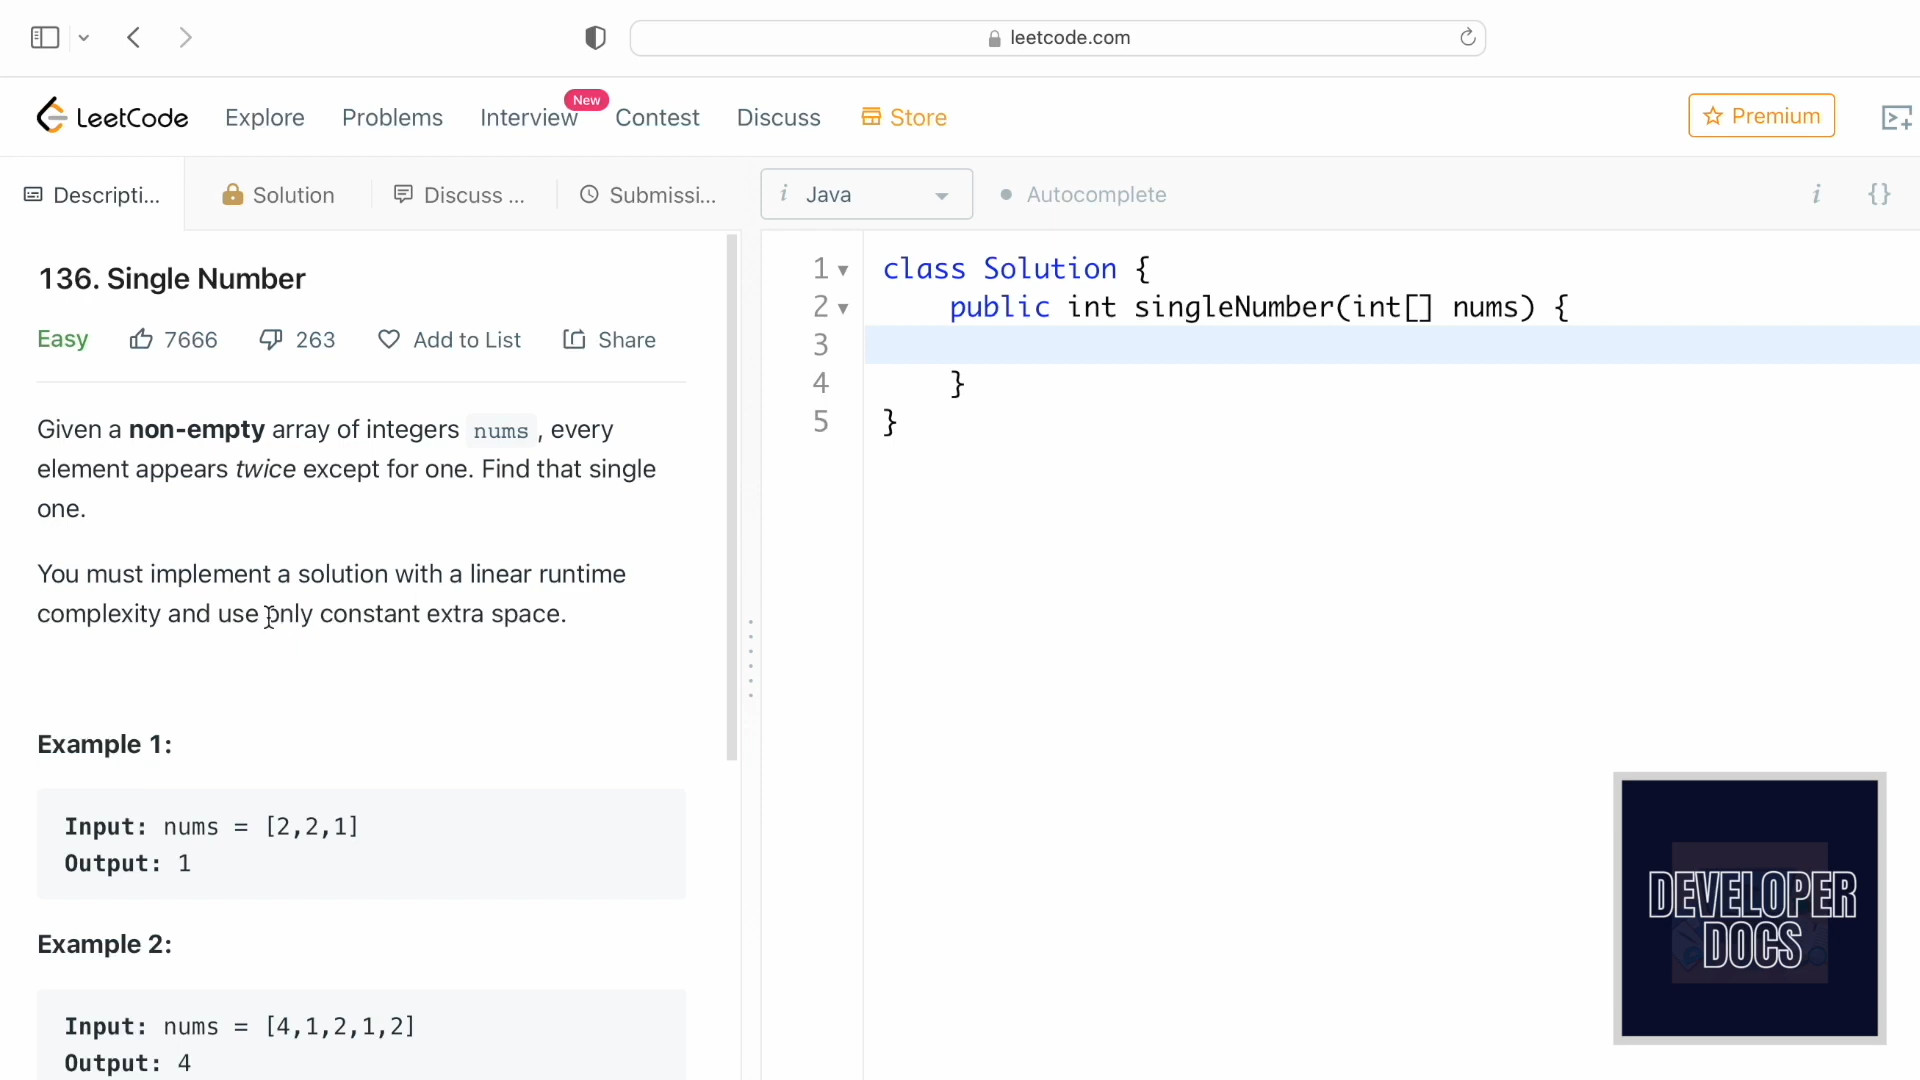 leetcode.com
LeetCode Explore Problems Interview New Contest Discuss Store Premium
Descripti... Solution Discuss ... Submissi... i Java Autocomplete i {}
136. Single Number
Easy 7666 263 Add to List Share
Given a non-empty array of integers nums , every
element appears twice except for one. Find that single
one.
You must implement a solution with a linear runtime
complexity and use only constant extra space.
Example 1:
Input: nums = [2,2,1]
Output: 1
Example 2:
Input: nums = [4,1,2,1,2]
Output: 4
1 class Solution {
2 public int singleNumber(int[] nums) {
3
4 }
5 }
DEVELOPER
DOCS